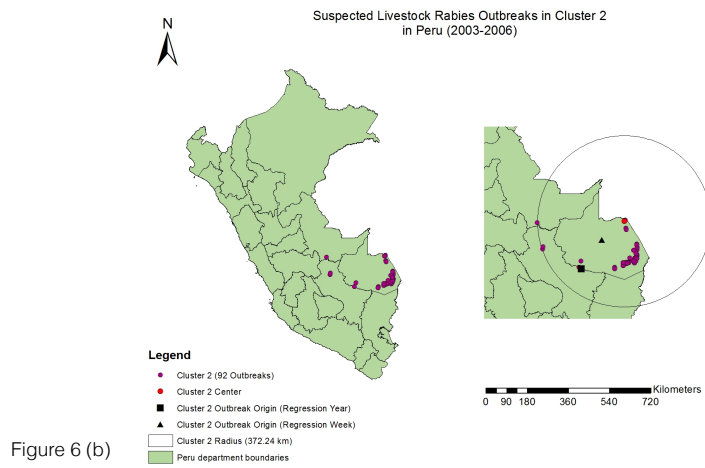 Suspected Livestock Rabies Outbreaks in Cluster 2
in Peru (2003-2006)
N
Legend
Cluster 2 (92 Outbreaks)
Cluster 2 Center
Cluster 2 Outbreak Origin (Regression Year)
Cluster 2 Outbreak Origin (Regression Week)
Cluster 2 Radius (372.24 km)
Peru department boundaries
Kilometers
0 90 180 360 540 720
Figure 6 (b)